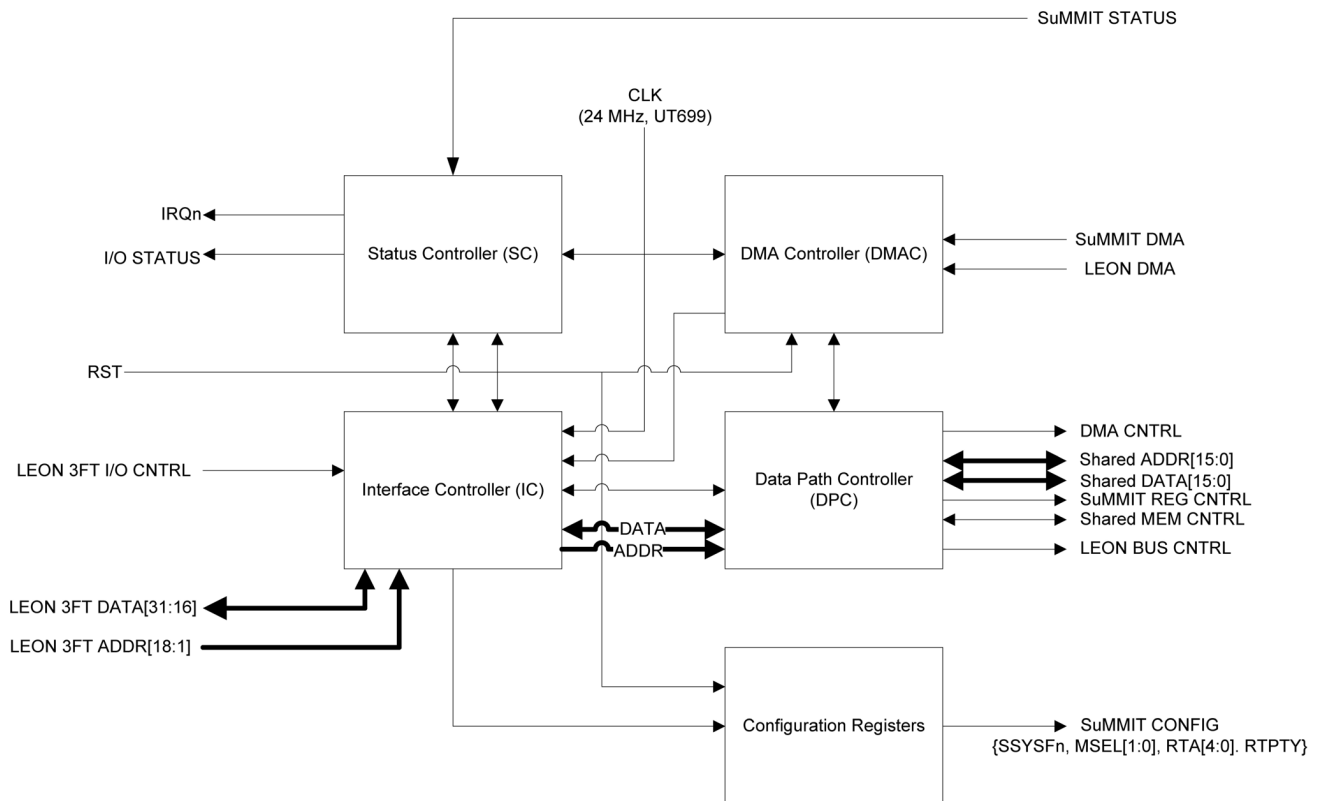 SuMMIT STATUS
CLK
(24 MHz, UT699)
IRQn
I/O STATUS
Status Controller (SC)
DMA Controller (DMAC)
SuMMIT DMA
LEON DMA
RST
LEON 3FT I/O CNTRL
Interface Controller (IC)
Data Path Controller
(DPC)
DMA CNTRL
Shared ADDR[15:0]
Shared DATA[15:0]
SuMMIT REG CNTRL
Shared MEM CNTRL
LEON BUS CNTRL
DATA
ADDR
LEON 3FT DATA[31:16]
LEON 3FT ADDR[18:1]
Configuration Registers
SuMMIT CONFIG
{SSYSFn, MSEL[1:0], RTA[4:0]. RTPTY}